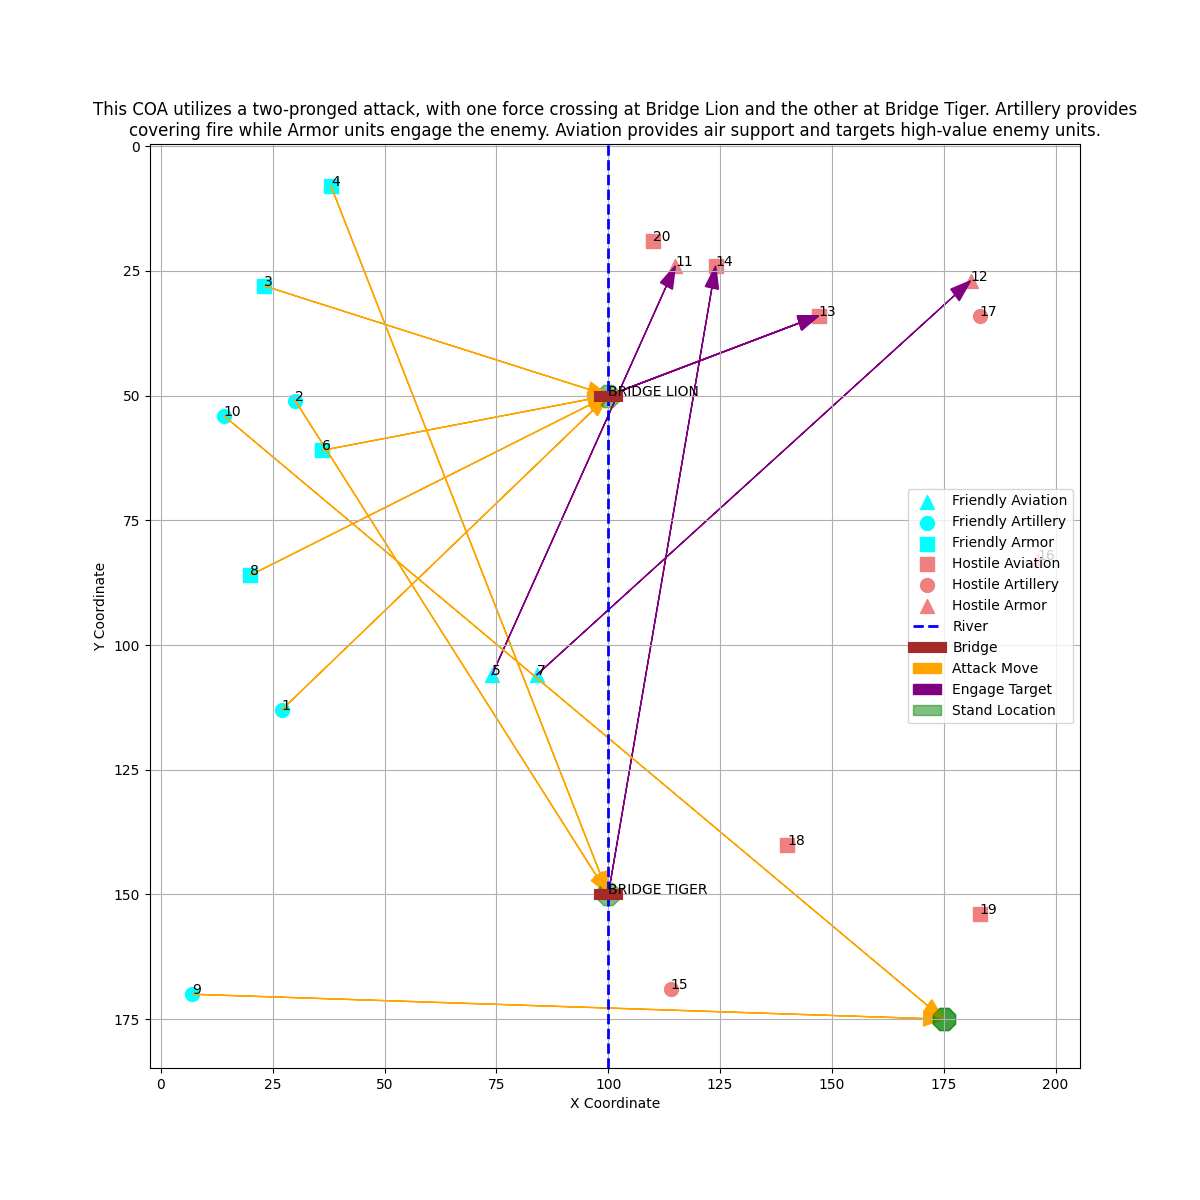 This COA utilizes a two-pronged attack, with one force crossing at Bridge Lion and the other at Bridge Tiger. Artillery provides
covering fire while Armor units engage the enemy. Aviation provides air support and targets high-value enemy units.
0
4
20
11
14
25
3
12
13
17
50
BRIDGE LION
2
10
6
75
Friendly Aviation
Friendly Artillery
Friendly Armor
16
Hostile Aviation
8
Hostile Artillery
Hostile Armor
River
Y Coordinate
100
Bridge
5
7
Attack Move
Engage Target
1
Stand Location
125
18
150
BRIDGE TIGER
19
15
9
175
0
25
50
75
100
125
150
175
200
X Coordinate